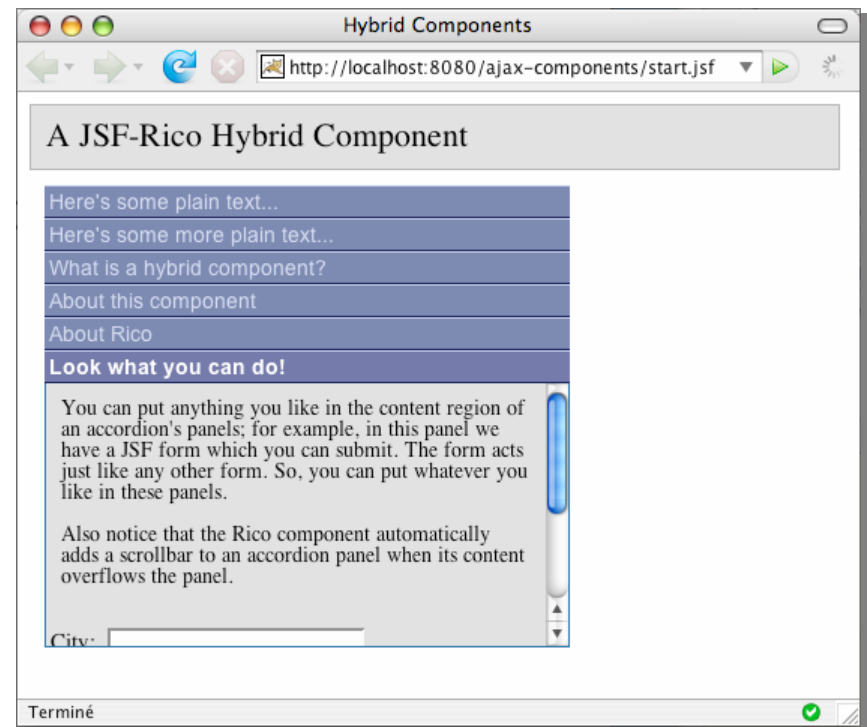 Hybrid Components
http://localhost:8080/ajax-components/start.jsf
A JSF-Rico Hybrid Component
Here's some plain text...
Here's some more plain text...
What is a hybrid component?
About this component
About Rico
Look what you can do!
You can put anything you like in the content region of
an accordion's panels; for example, in this panel we
have a JSF form which you can submit. The form acts
just like any other form. So, you can put whatever you
like in these panels.
Also notice that the Rico component automatically
adds a scrollbar to an accordion panel when its content
overflows the panel.
City:
Terminé